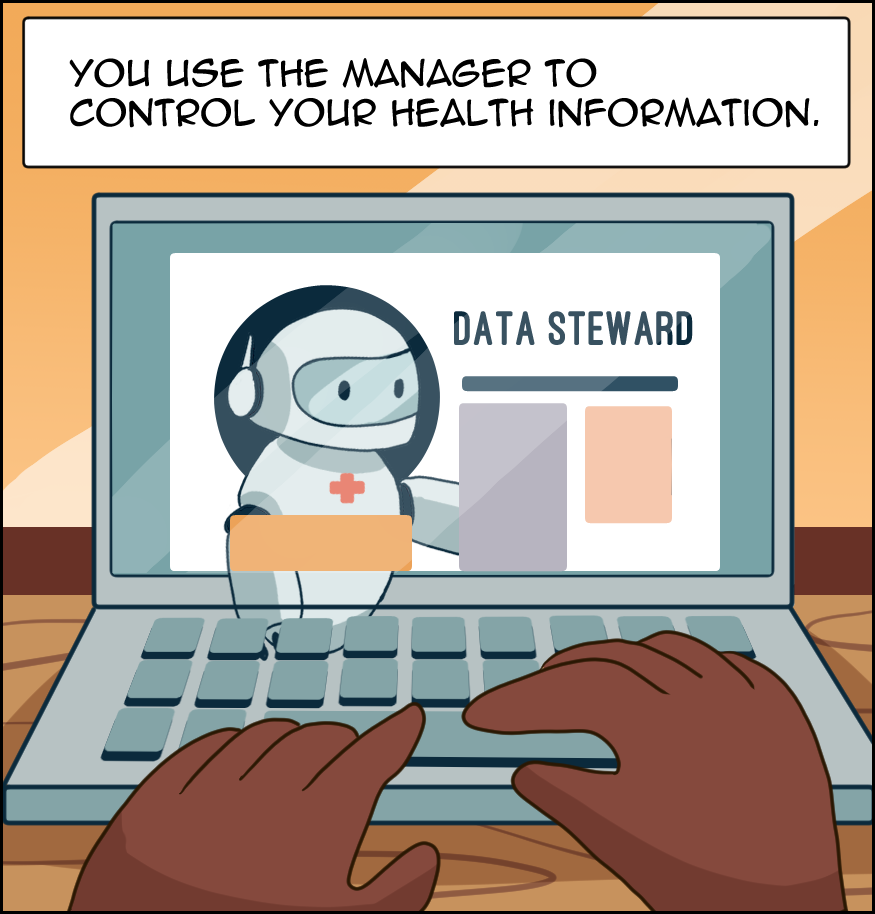 YOU USE THE MANAGER TO
CONTROL YOUR HEALTH INFORMATION.
DATA STEWARD